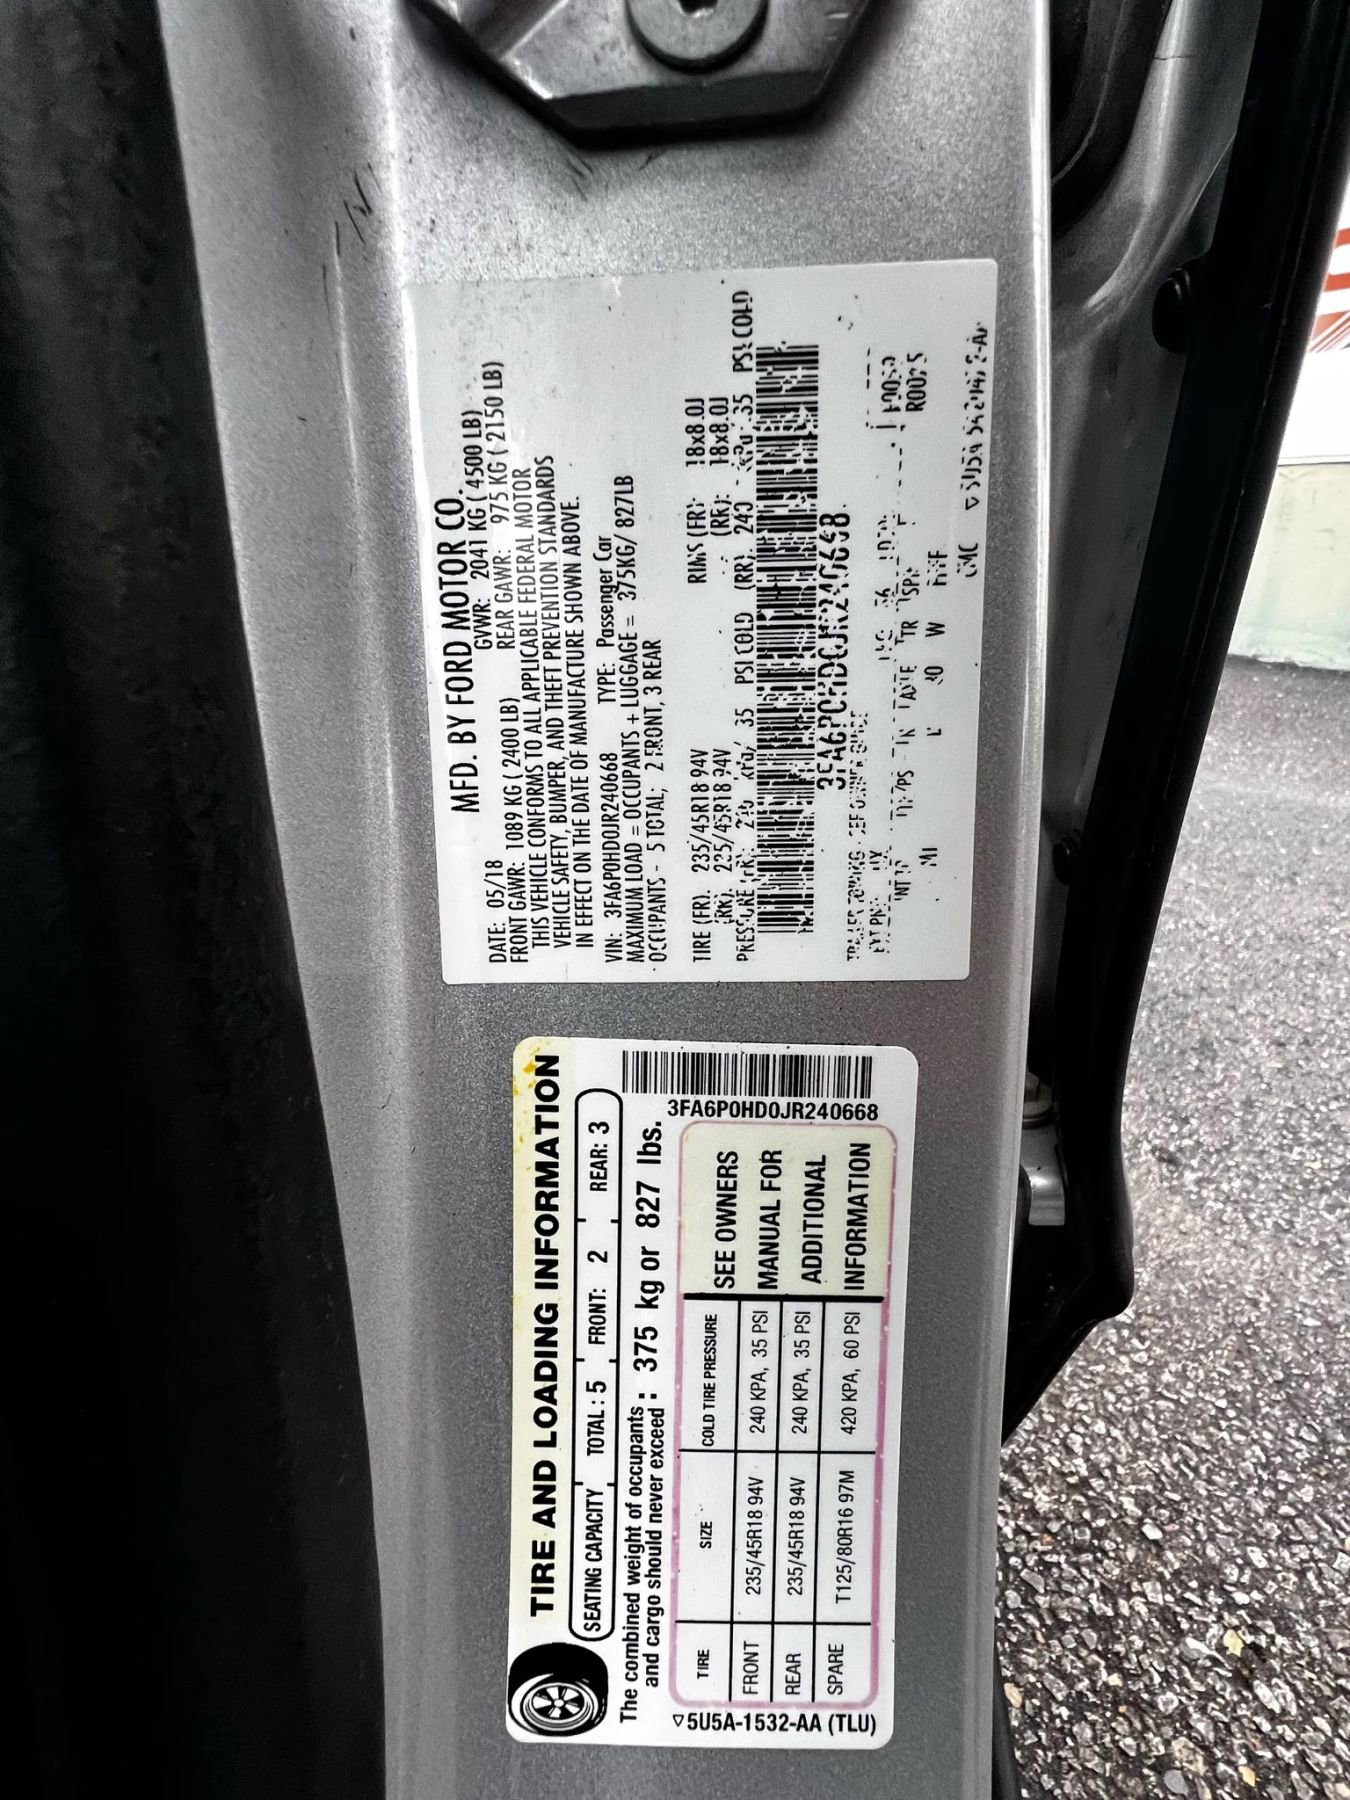 MFD. BY FORD MOTOR CO.
DATE: 05/18 GVWR: 2041 KG ( 4500 LB)
FRONT GAWR: 1089 KG ( 2400 LB) REAR GAWR: 975 KG ( 2150 LB)
THIS VEHICLE CONFORMS TO ALL APPLICABLE FEDERAL MOTOR
VEHICLE SAFETY, BUMPER, AND THEFT PREVENTION STANDARDS
IN EFFECT ON THE DATE OF MANUFACTURE SHOWN ABOVE.
VIN: 3FA6P0HD0JR240668 TYPE: Passenger Car
MAXIMUM LOAD = OCCUPANTS + LUGGAGE = 375KG/ 827LB
OCCUPANTS - 5 TOTAL; 2 FRONT, 3 REAR
TIRE (FR): 235/45R18 94V RIMS (FR): 18x8.0J
(RR): 235/45R18 94V (RR): 18x8.0J
PRESSURE (FR): 240 kPa/ 35 PSI COLD (RR): 240 kPa/ 35 PSI COLD
3FA6P0HD0JR240668
TIRE AND LOADING INFORMATION
SEATING CAPACITY TOTAL : 5 FRONT: 2 REAR: 3
The combined weight of occupants
and cargo should never exceed : 375 kg or 827 lbs.
3FA6P0HD0JR240668
TIRE SIZE COLD TIRE PRESSURE
FRONT 235/45R18 94V 240 KPA, 35 PSI
REAR 235/45R18 94V 240 KPA, 35 PSI
SPARE T125/80R16 97M 420 KPA, 60 PSI
SEE OWNERS
MANUAL FOR
ADDITIONAL
INFORMATION
5U5A-1532-AA (TLU)